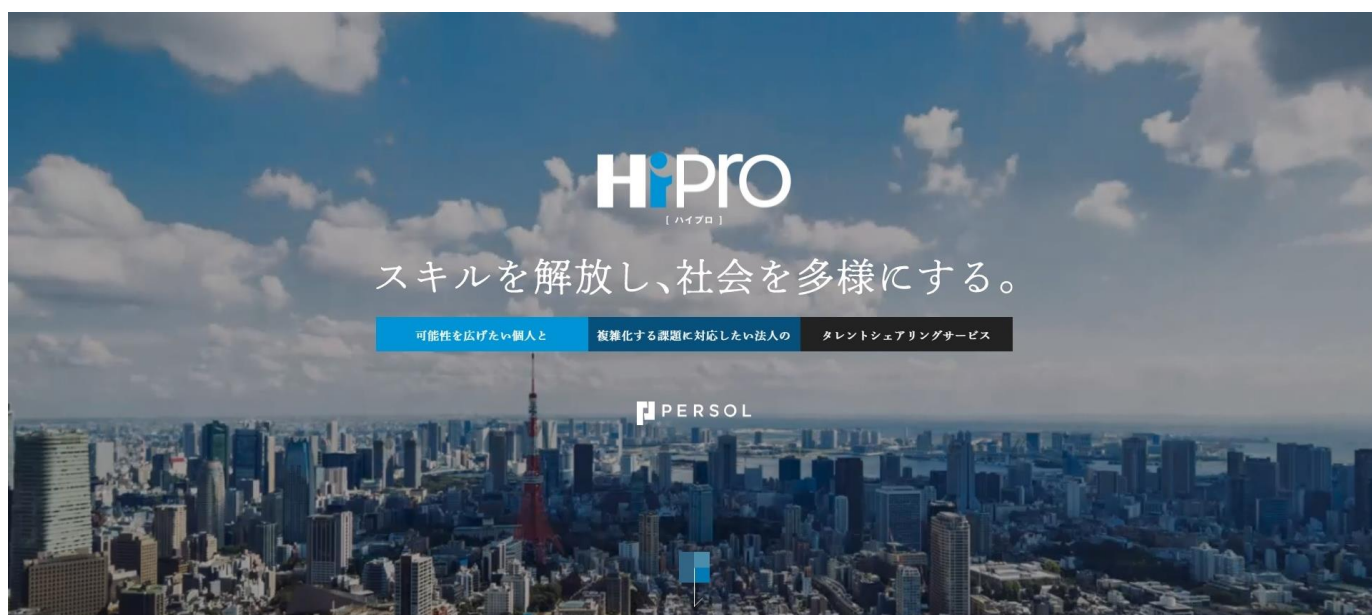 HiPro
[ ハイプロ ]
スキルを解放し、社会を多様にする。
可能性を広げたい個人と 複雑化する課題に対応したい法人の タレントシェアリングサービス
PERSOL